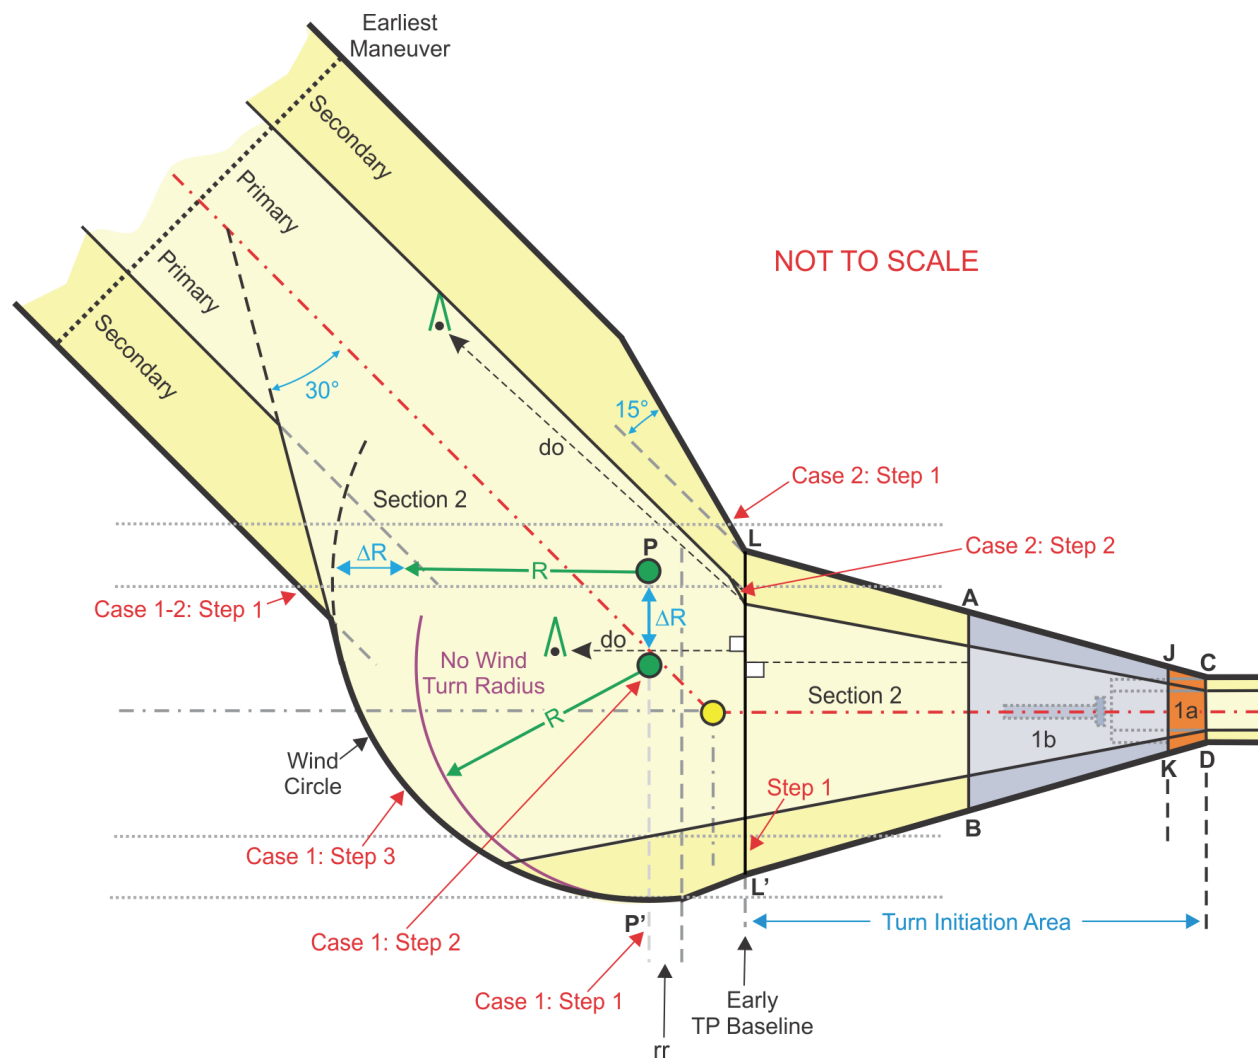 Earliest
Maneuver
Secondary
Primary
Primary
Secondary
NOT TO SCALE
30°
15°
do
Case 2: Step 1
Section 2
L
P
Case 2: Step 2
ΔR
R
Case 1-2: Step 1
A
ΔR
do
No Wind
Turn Radius
J
C
Section 2
1a
R
1b
Wind
Circle
K
D
Step 1
B
Case 1: Step 3
L’
P’
Turn Initiation Area
Case 1: Step 2
Case 1: Step 1
Early
TP Baseline
rr